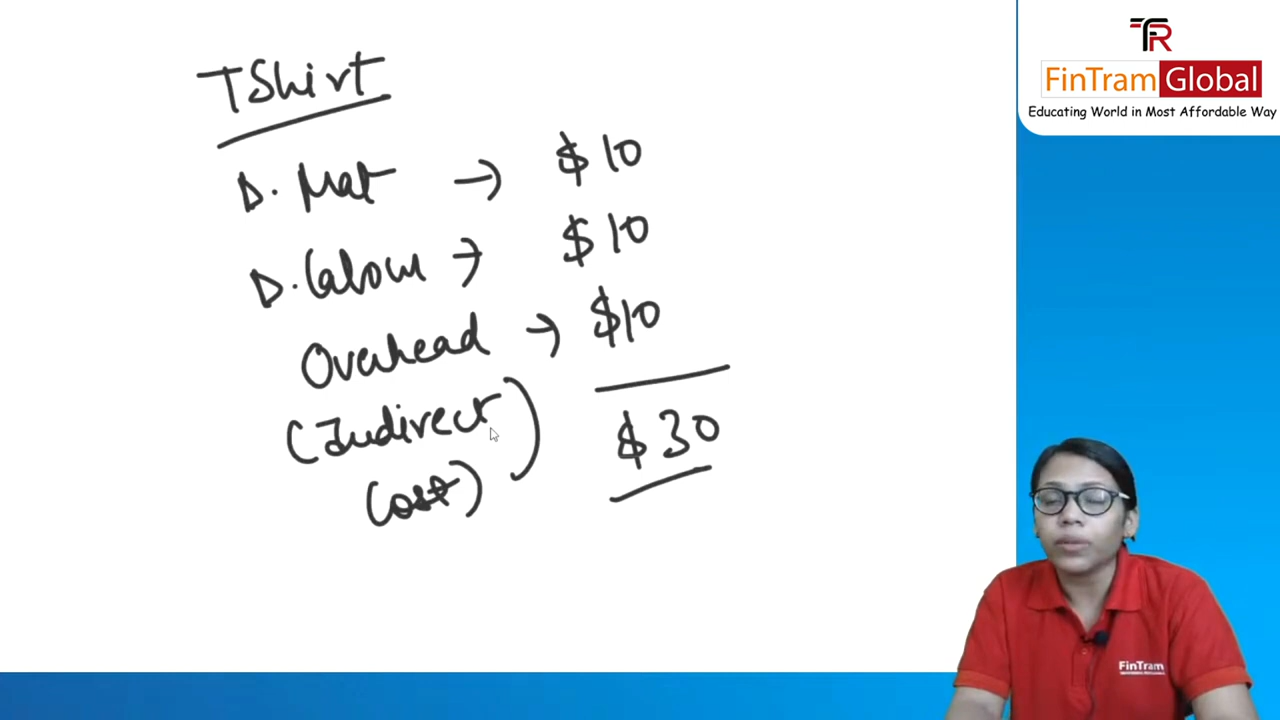 TShirt
D. Mat → $10
D. Labour → $10
Overhead → $10
(Indirect
Cost)
$30
TR
FinTram Global
Educating World in Most Affordable Way
FinTram